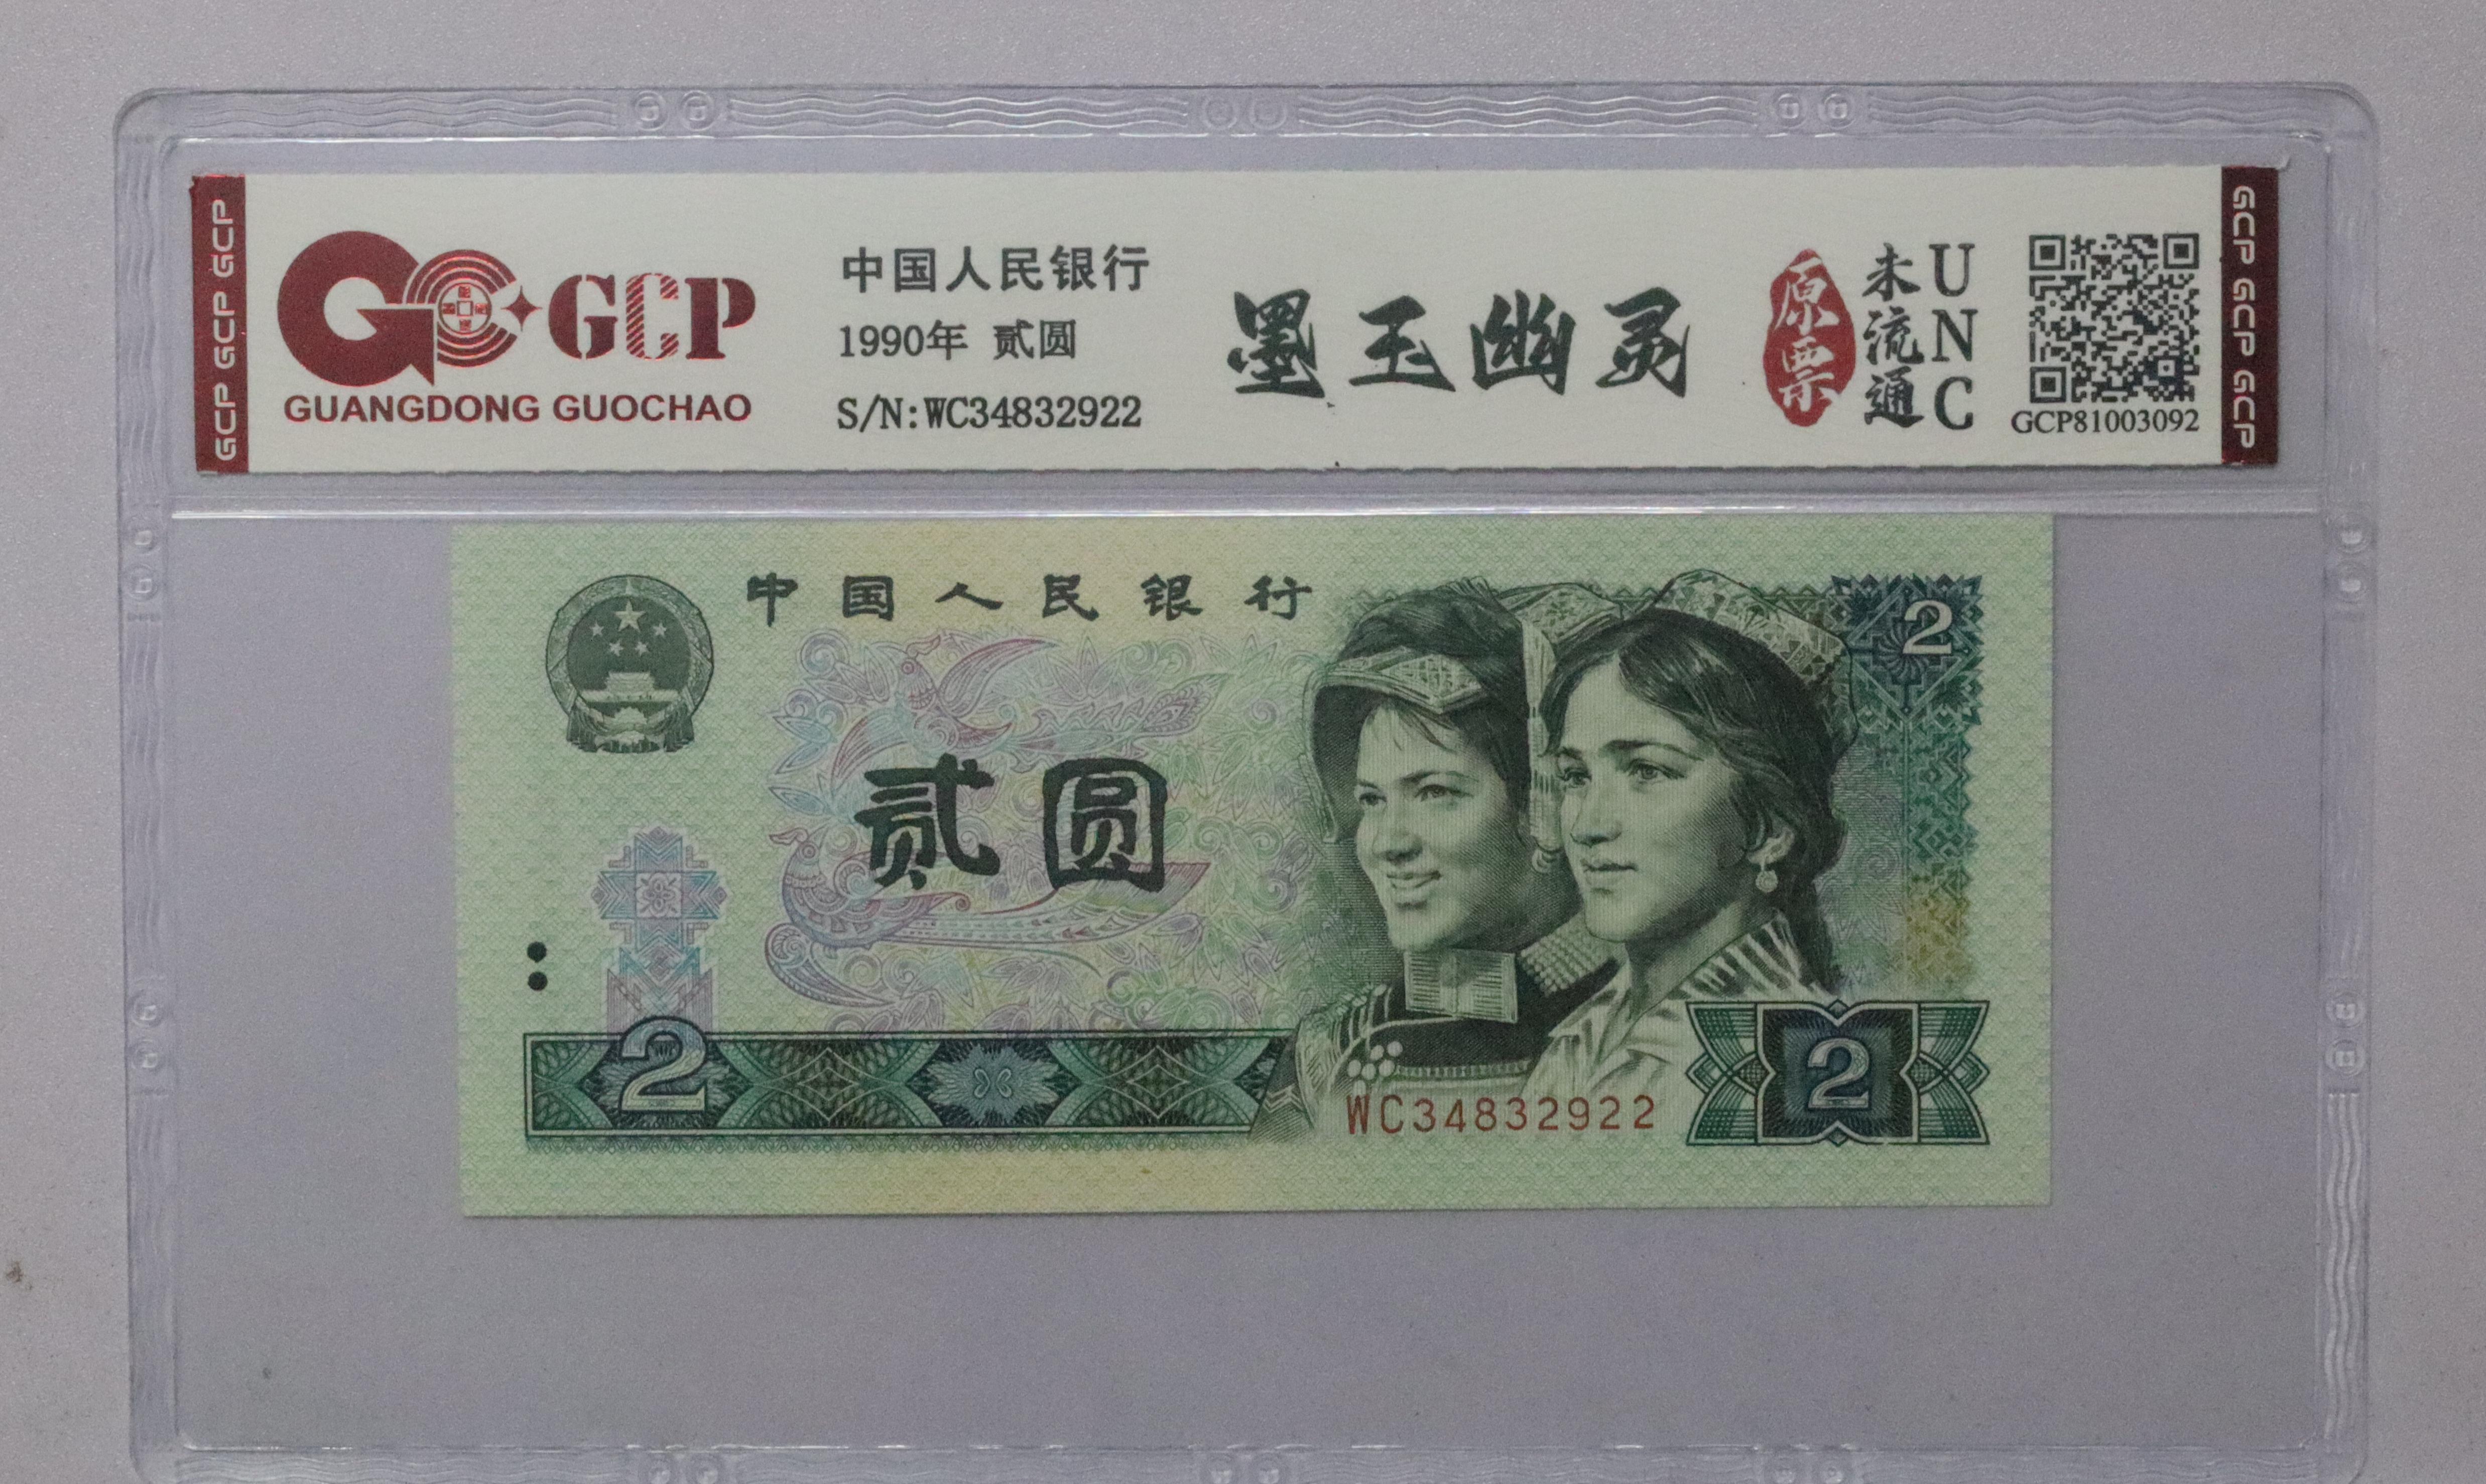 GCP GCP GCP
GCP
GUANGDONG GUOCHAO
中国人民银行
1990年 贰圆
S/N:WC34832922
墨玉幽灵
原票
未流通
UNC
GCP81003092
GCP GCP GCP
中国人民银行
2
贰圆
2
WC34832922
2